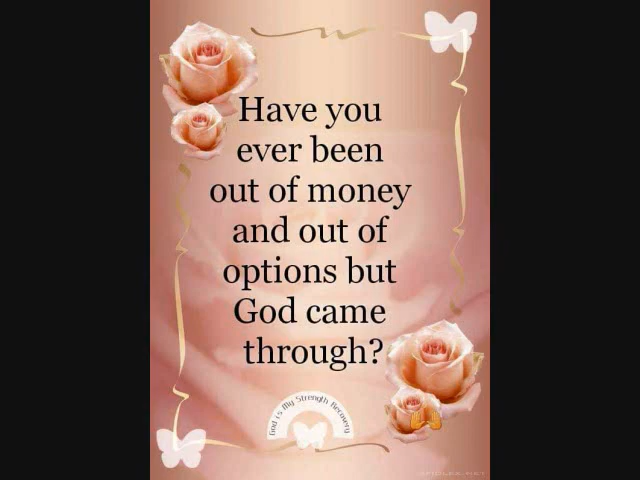 Have you
ever been
out of money
and out of
options but
God came
through?
God is My Strength Recovery